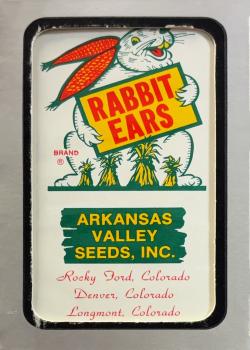 RABBIT
EARS
BRAND
®
ARKANSAS
VALLEY
SEEDS, INC.
Rocky Ford, Colorado
Denver, Colorado
Longmont, Colorado